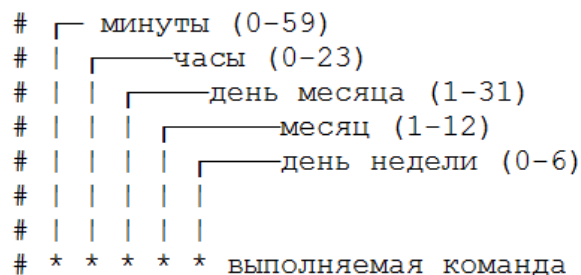 # ┌─ минуты (0-59)
# | ┌───часы (0-23)
# | | ┌───день месяца (1-31)
# | | | ┌────месяц (1-12)
# | | | | ┌───день недели (0-6)
# | | | | |
# | | | | |
# * * * * * выполняемая команда